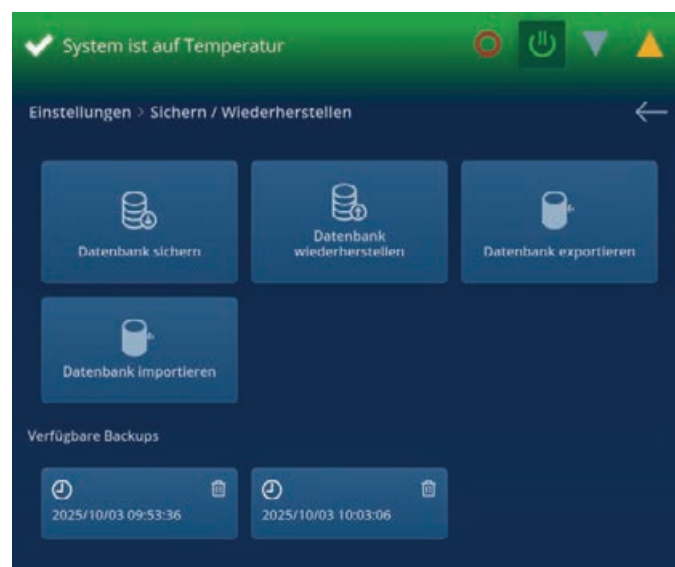 System ist auf Temperatur
Einstellungen > Sichern / Wiederherstellen
Datenbank sichern
Datenbank
wiederherstellen
Datenbank exportieren
Datenbank importieren
Verfügbare Backups
2025/10/03 09:53:36
2025/10/03 10:03:06